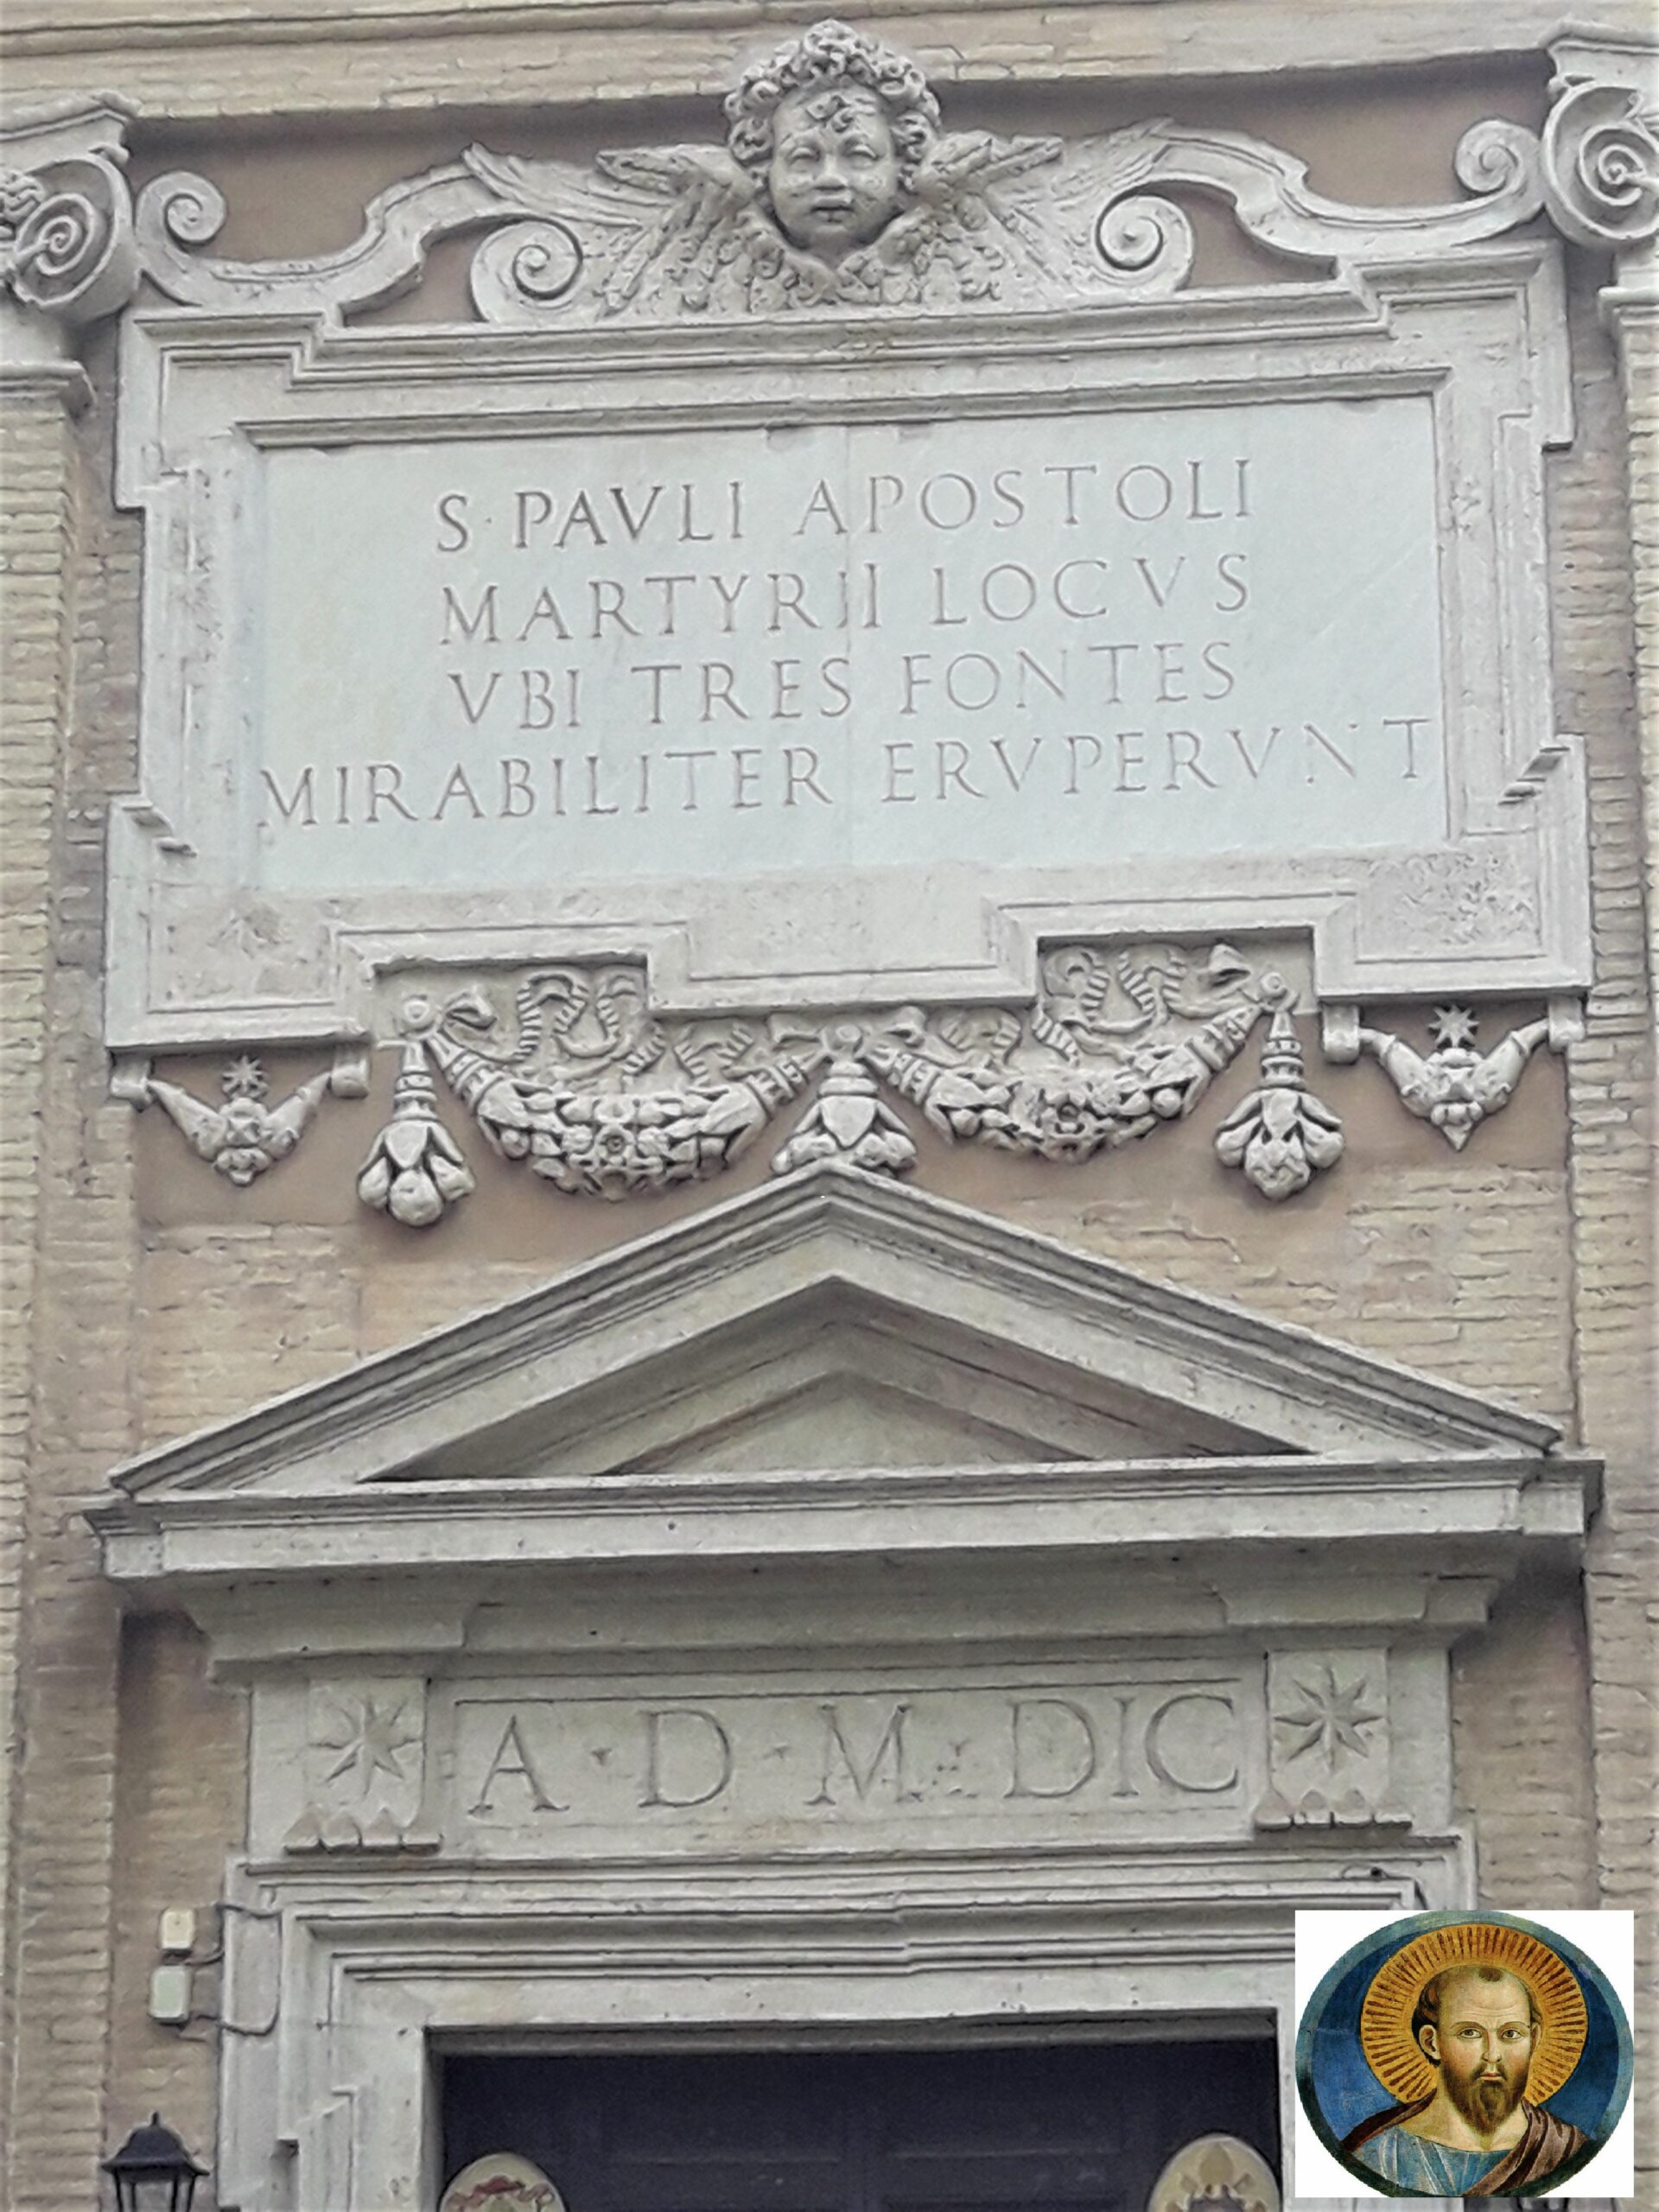 S · PAVLI APOSTOLI
MARTYRII LOCVS
VBI TRES FONTES
MIRABILITER ERVPERVNT
A · D · M · DIC